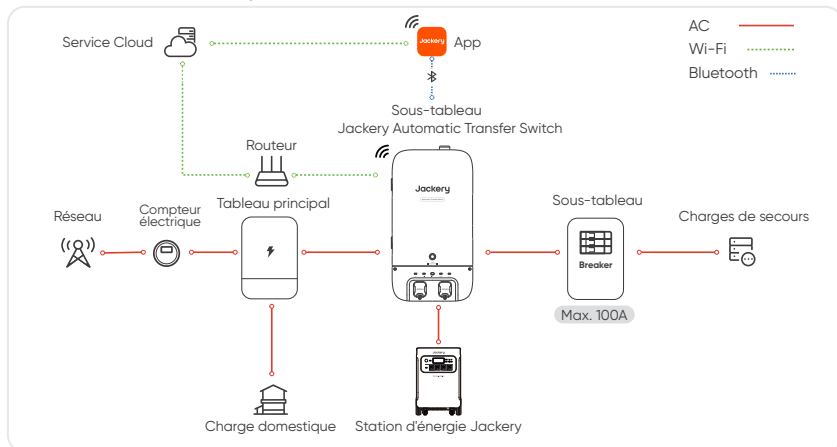 AC
Wi-Fi
Bluetooth
Service Cloud
Jackery
App
Sous-tableau
Jackery Automatic Transfer Switch
Routeur
Jackery
Réseau
Compteur
électrique
Tableau principal
Sous-tableau
Breaker
Max. 100A
Charges de secours
Charge domestique
Jackery
Station d'énergie Jackery